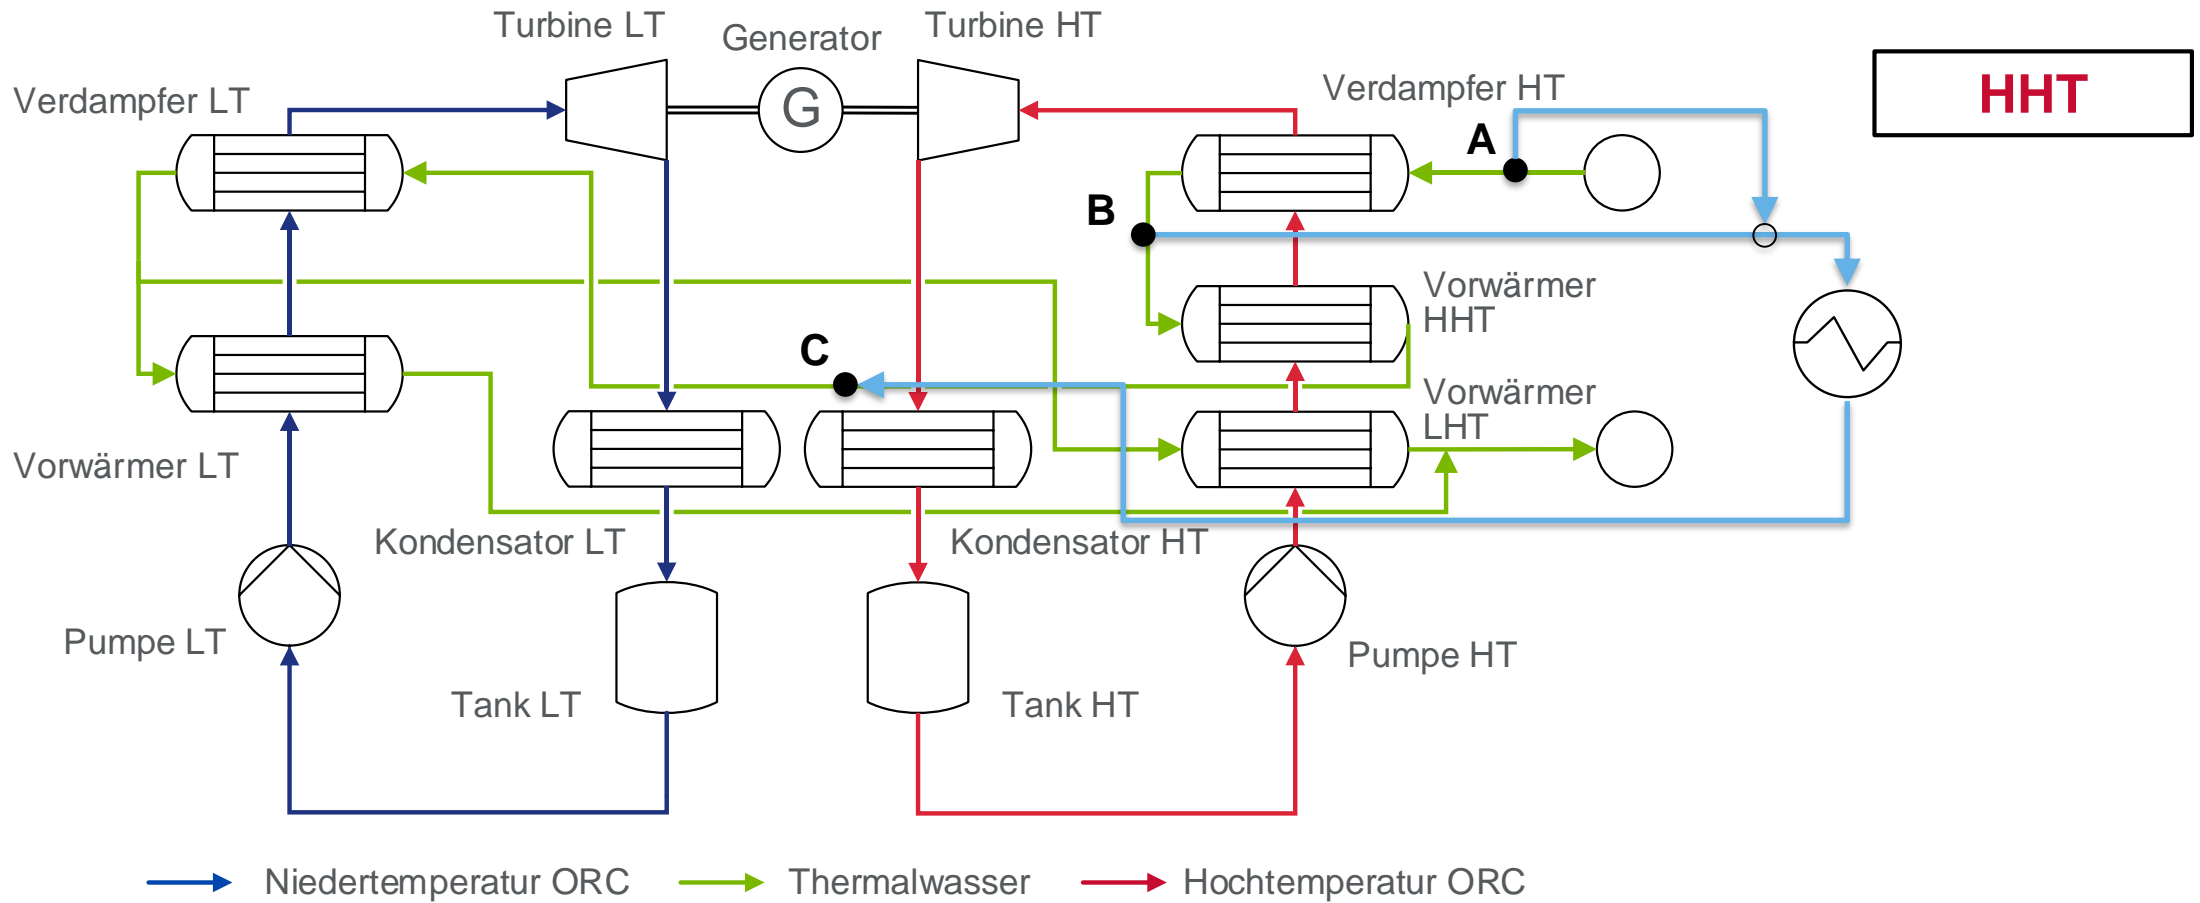 Turbine LT
Generator
Turbine HT
HHT
Verdampfer LT
G
Verdampfer HT
A
B
Vorwärmer
HHT
C
Vorwärmer
LHT
Vorwärmer LT
Kondensator LT
Kondensator HT
Pumpe LT
Pumpe HT
Tank LT
Tank HT
Niedertemperatur ORC
Thermalwasser
Hochtemperatur ORC